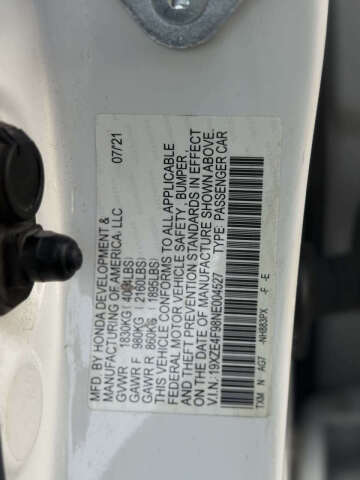 MFD. BY HONDA DEVELOPMENT &
MANUFACTURING OF AMERICA, LLC 07/21
GVWR 1830KG (4034LBS)
GAWR F 980KG (2160LBS)
GAWR R 860KG (1895LBS)
THIS VEHICLE CONFORMS TO ALL APPLICABLE
FEDERAL MOTOR VEHICLE SAFETY, BUMPER
AND THEFT PREVENTION STANDARDS IN EFFECT
ON THE DATE OF MANUFACTURE SHOWN ABOVE.
V.I.N. 19XZE4F98NE004527 TYPE: PASSENGER CAR
TXM N AG7 -NH883PX -F -E